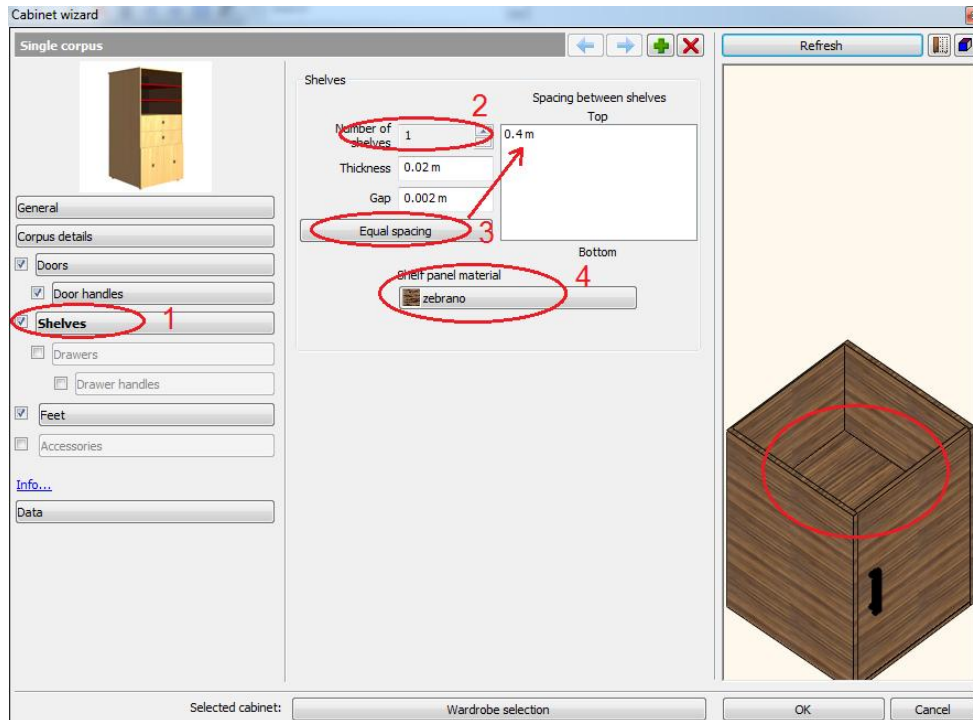 Cabinet wizard
Single corpus
Refresh
Shelves
Spacing between shelves
Top
2
Number of
shelves
1
0.4 m
Thickness
0.02 m
Gap
0.002 m
Equal spacing
3
Bottom
Shelf panel material
4
zebrano
General
Corpus details
Doors
Door handles
Shelves
1
Drawers
Drawer handles
Feet
Accessories
Info...
Data
Selected cabinet:
Wardrobe selection
OK
Cancel